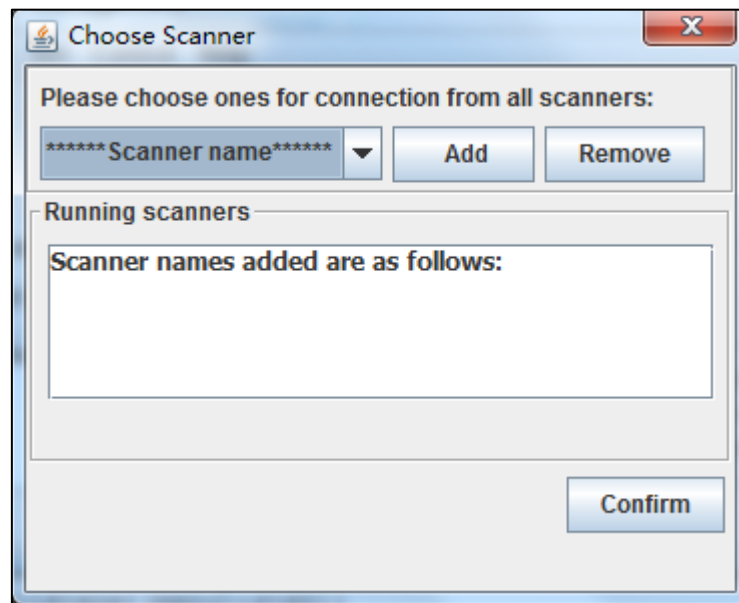 Choose Scanner
Please choose ones for connection from all scanners:
******Scanner name******
Add
Remove
Running scanners
Scanner names added are as follows:
Confirm